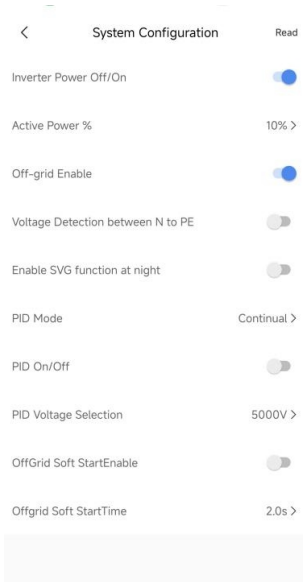 System Configuration
Read
Inverter Power Off/On
Active Power %
10%
Off-grid Enable
Voltage Detection between N to PE
Enable SVG function at night
PID Mode
Continual
PID On/Off
PID Voltage Selection
5000V
OffGrid Soft StartEnable
Offgrid Soft StartTime
2.0s